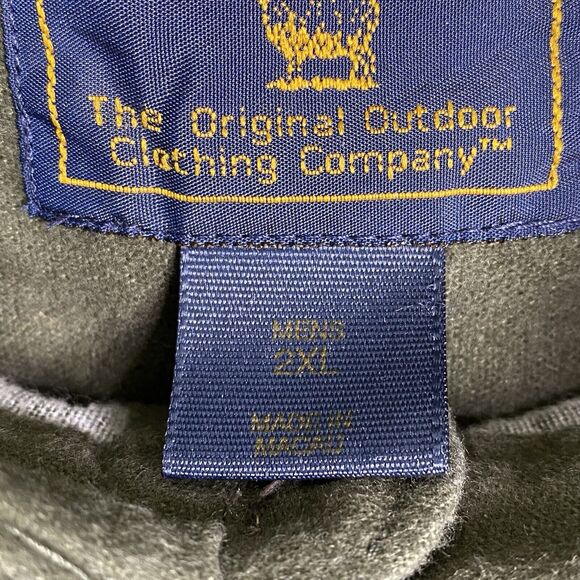 The Original Outdoor
Clothing Company™
MENS
2XL
MADE IN
MACAU